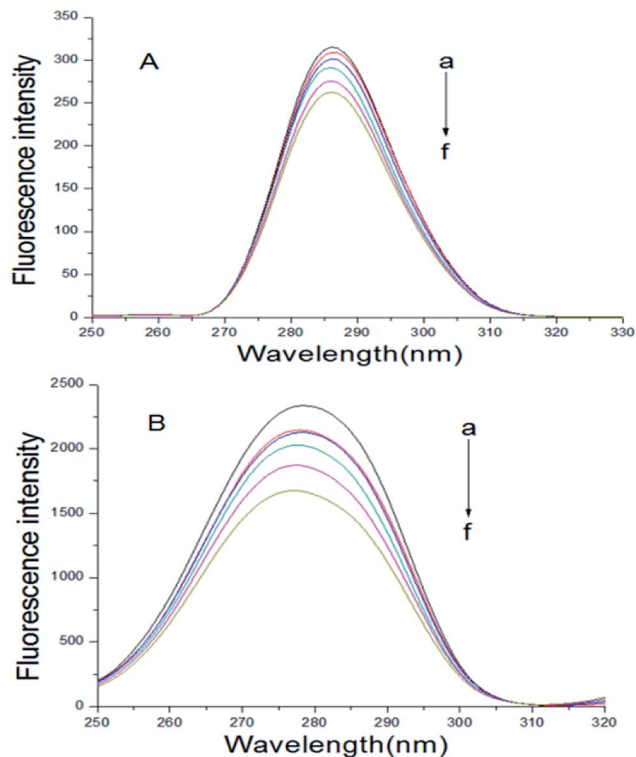 350
300
A
a
250
200
f
150
100
50
0
Fluorescence intensity
250 260 270 280 290 300 310 320 330
Wavelength(nm)
2500
B
a
2000
1500
f
1000
500
0
Fluorescence intensity
250 260 270 280 290 300 310 320
Wavelength(nm)